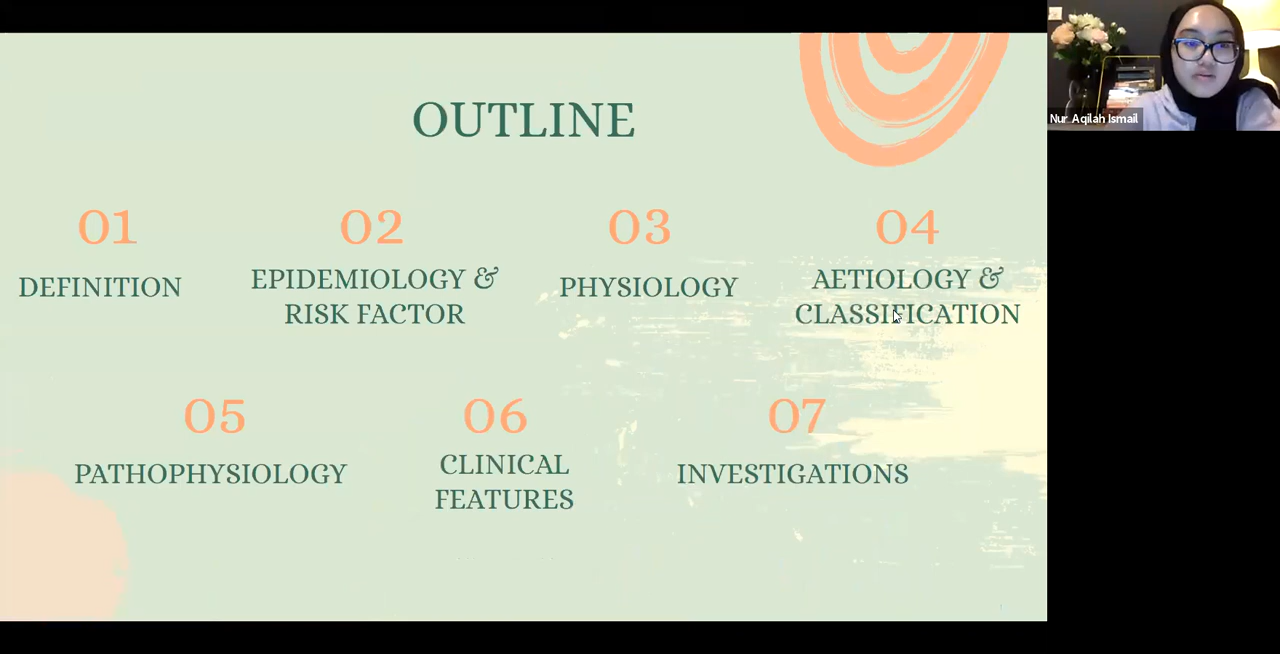 OUTLINE
01
DEFINITION
02
EPIDEMIOLOGY &
RISK FACTOR
03
PHYSIOLOGY
04
AETIOLOGY &
CLASSIFICATION
05
PATHOPHYSIOLOGY
06
CLINICAL
FEATURES
07
INVESTIGATIONS
Nur Aqilah Ismail